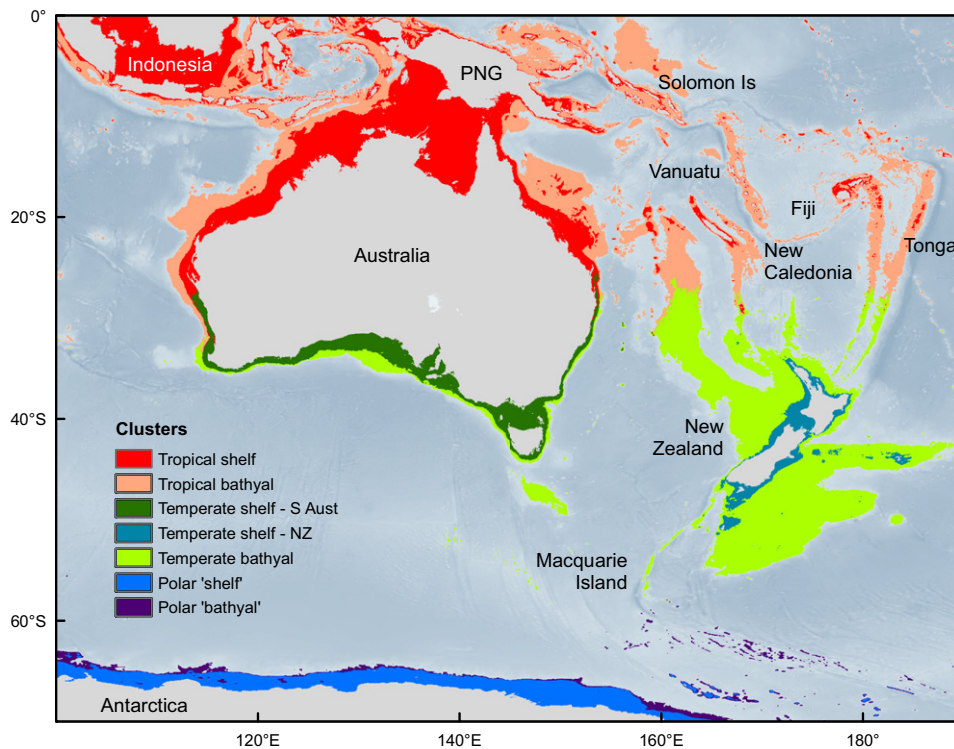 0°
Indonesia
PNG
Solomon Is
Vanuatu
20°S
Fiji
Tonga
Australia
New
Caledonia
40°S
New
Zealand
Clusters
Tropical shelf
Tropical bathyal
Temperate shelf - S Aust
Temperate shelf - NZ
Temperate bathyal
Polar 'shelf'
Polar 'bathyal'
Macquarie
Island
60°S
Antarctica
120°E
140°E
160°E
180°